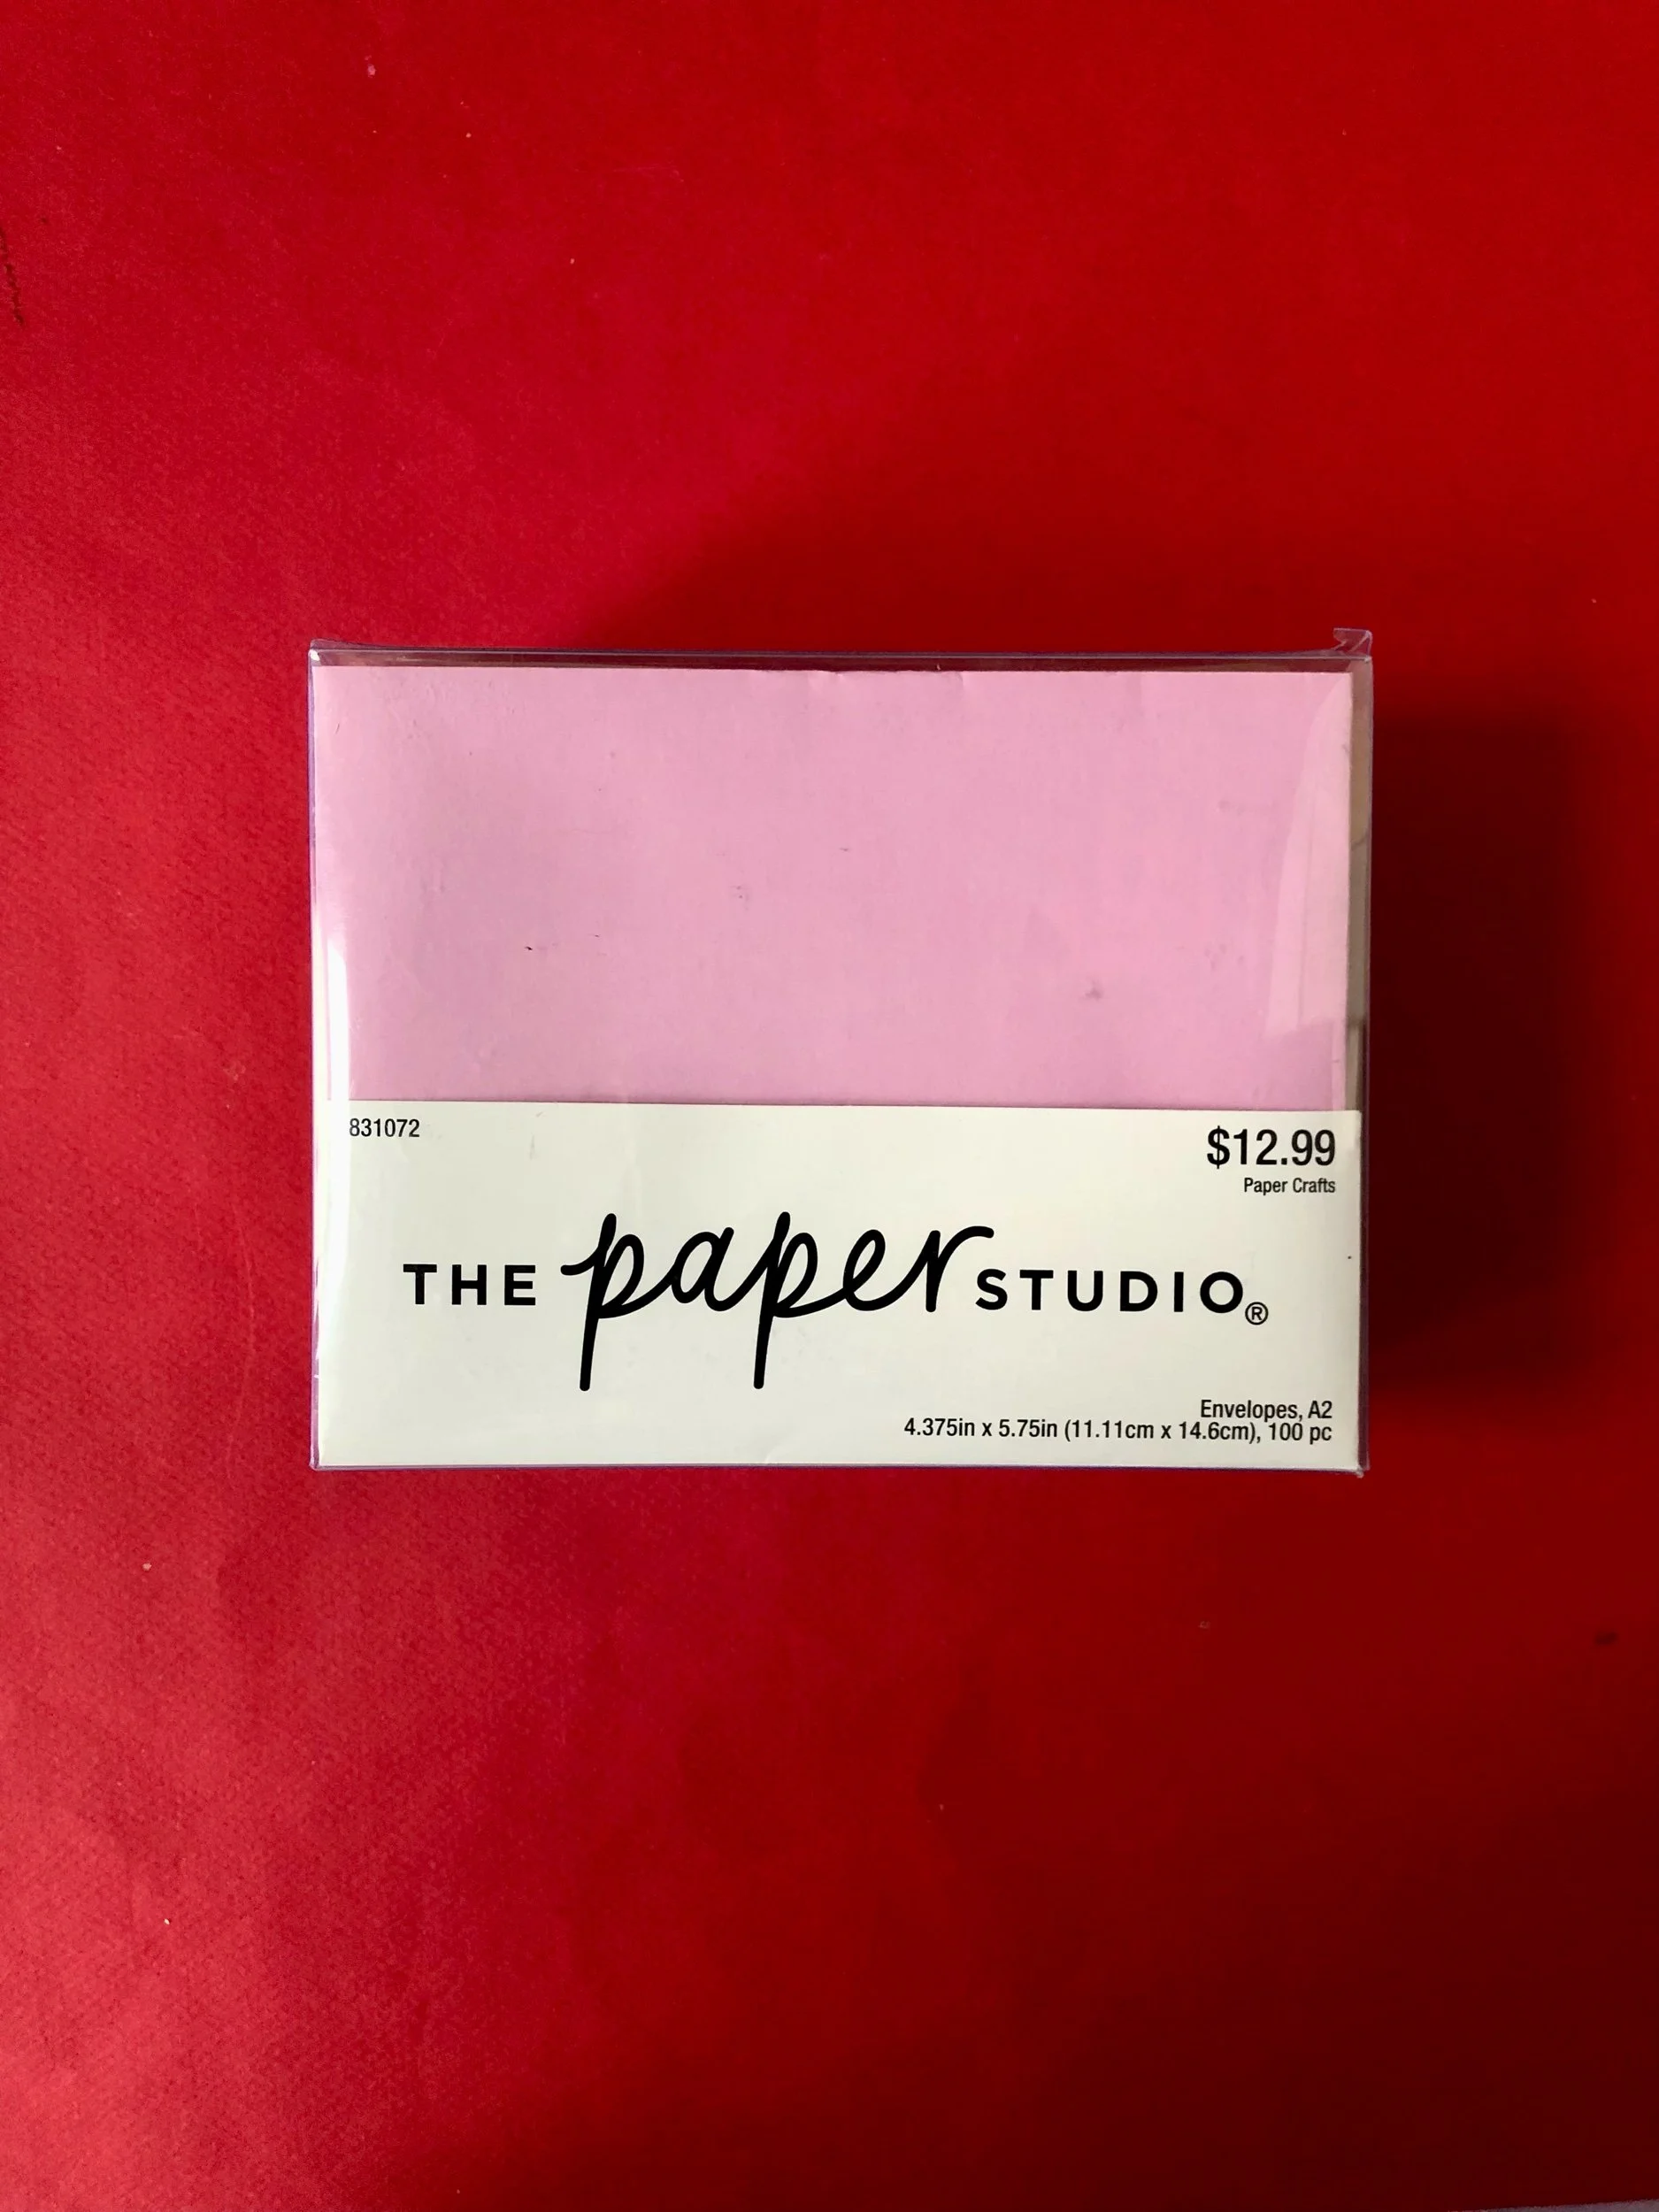 831072
$12.99
Paper Crafts
THE paper STUDIO®
Envelopes, A2
4.375in x 5.75in (11.11cm x 14.6cm), 100 pc